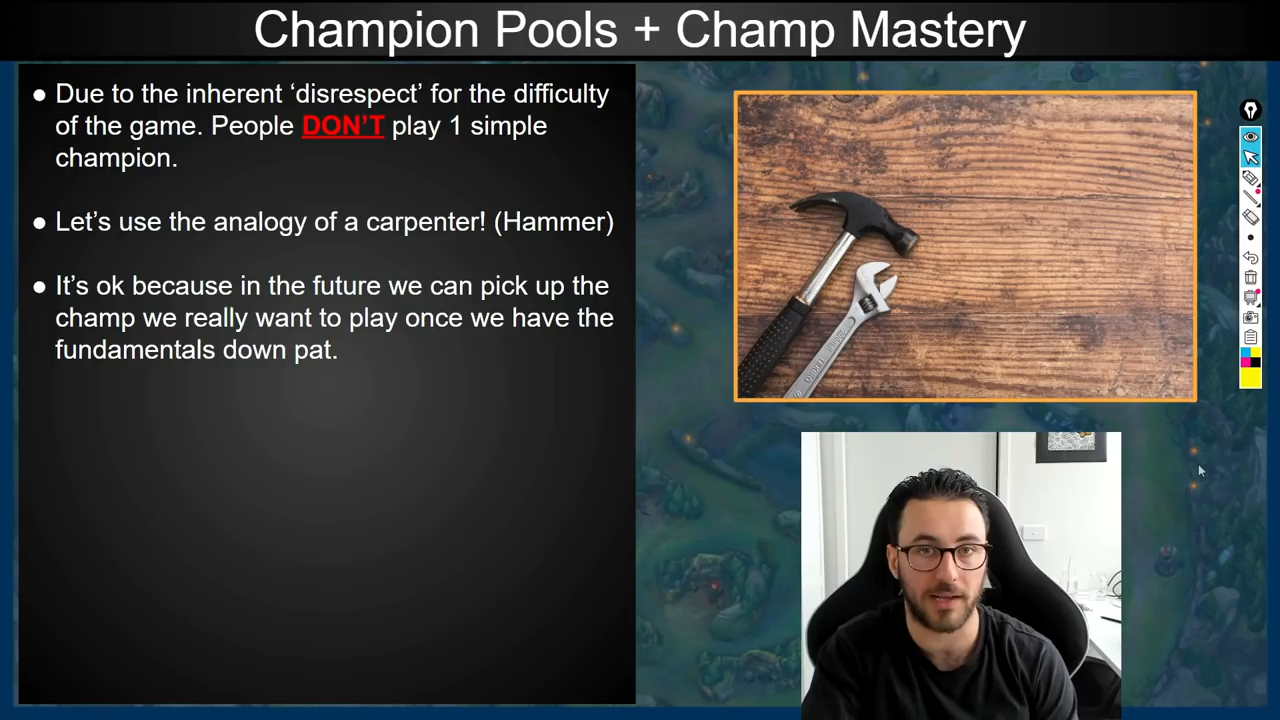 Champion Pools + Champ Mastery
● Due to the inherent ‘disrespect’ for the difficulty
of the game. People DON’T play 1 simple
champion.
● Let’s use the analogy of a carpenter! (Hammer)
● It’s ok because in the future we can pick up the
champ we really want to play once we have the
fundamentals down pat.